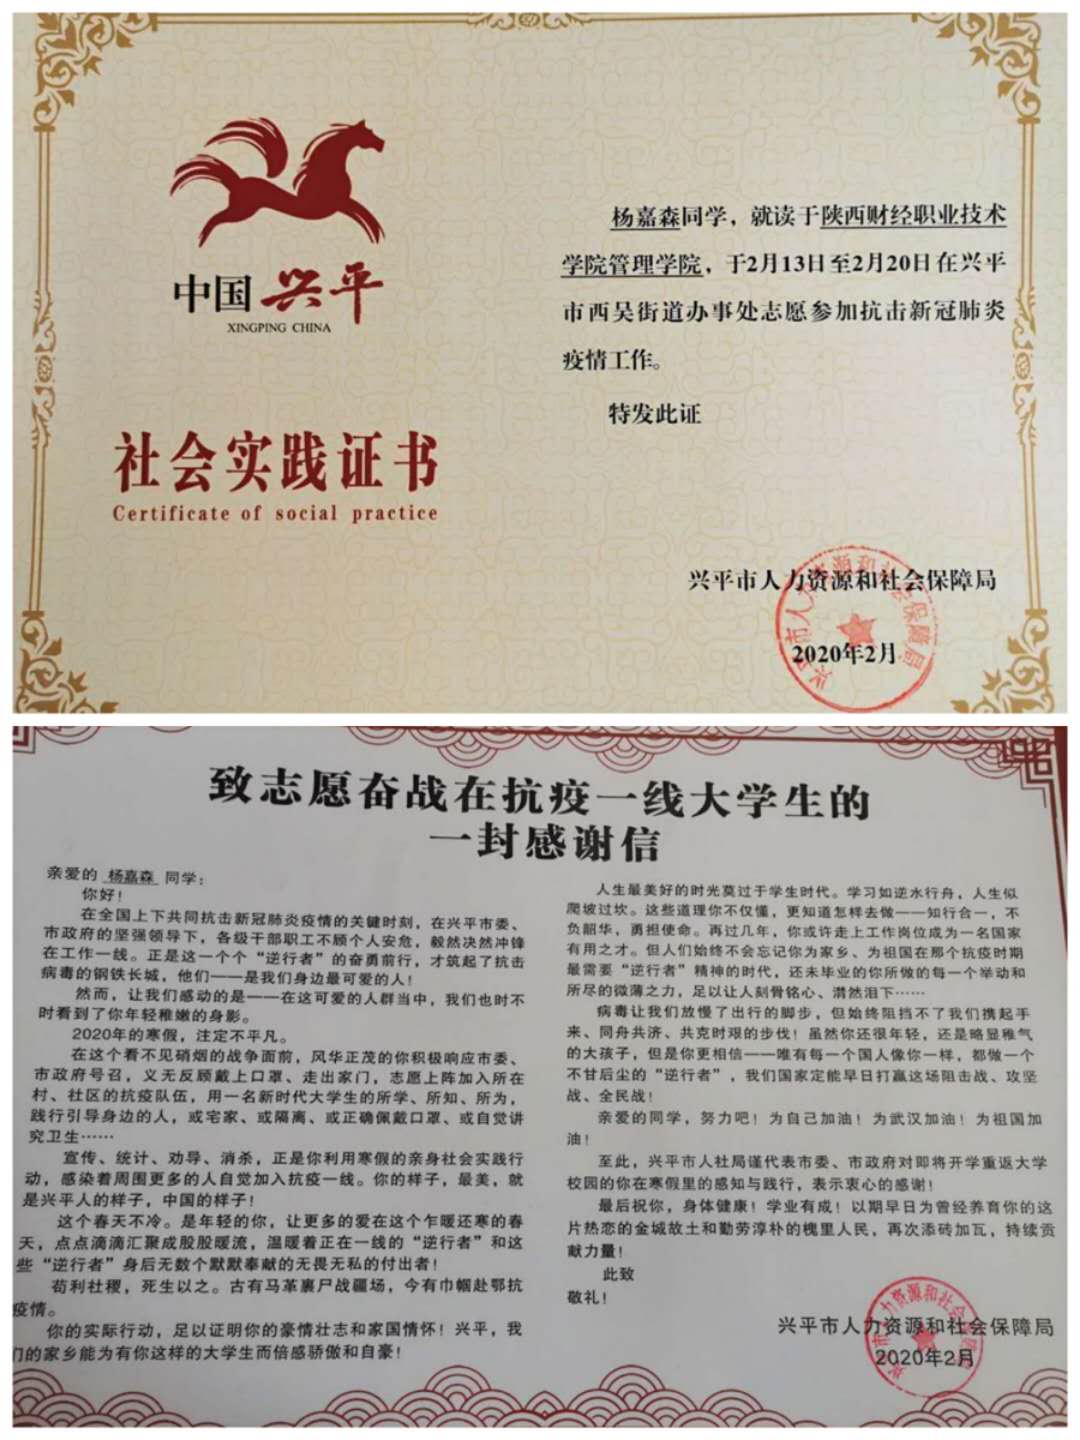 中国 兴平
XINGPING CHINA
社会实践证书
Certificate of social practice
杨嘉森同学，就读于陕西财经职业技术
学院管理学院，于2月13日至2月20日在兴平
市西吴街道办事处志愿参加抗击新冠肺炎
疫情工作。
特发此证
兴平市人力资源和社会保障局
2020年2月
兴平市人力资源和社会保障局
致志愿奋战在抗疫一线大学生的
一封感谢信
亲爱的 杨嘉森 同学：
你好！
在全国上下共同抗击新冠肺炎疫情的关键时刻，在兴平市委、
市政府的坚强领导下，各级干部职工不顾个人安危，毅然决然冲锋
在工作一线。正是这一个个“逆行者”的奋勇前行，才筑起了抗击
病毒的钢铁长城，他们——是我们身边最可爱的人！
然而，让我们感动的是——在这可爱的人群当中，我们也时不
时看到了你年轻稚嫩的身影。
2020年的寒假，注定不平凡。
在这个看不见硝烟的战争面前，风华正茂的你积极响应市委、
市政府号召，义无反顾戴上口罩、走出家门，志愿上阵加入所在
村、社区的抗疫队伍，用一名新时代大学生的所学、所知、所为，
践行引导身边的人，或宅家、或隔离、或正确佩戴口罩、或自觉讲
究卫生……
宣传、统计、劝导、消杀，正是你利用寒假的亲身社会实践行
动，感染着周围更多的人自觉加入抗疫一线。你的样子，最美，就
是兴平人的样子，中国的样子！
这个春天不冷。是年轻的你，让更多的爱在这个乍暖还寒的春
天，点点滴滴汇聚成股股暖流，温暖着正在一线的“逆行者”和这
些“逆行者”身后无数个默默奉献的无畏无私的付出者！
苟利社稷，死生以之。古有马革裹尸战疆场，今有巾帼赴鄂抗
疫情。
你的实际行动，足以证明你的豪情壮志和家国情怀！兴平，我
们的家乡能为有你这样的大学生而倍感骄傲和自豪！
人生最美好的时光莫过于学生时代。学习如逆水行舟，人生似
爬坡过坎。这些道理你不仅懂，更知道怎样去做——知行合一，不
负韶华，勇担使命。再过几年，你或许走上工作岗位成为一名国家
有用之才。但人们始终不会忘记你为家乡、为祖国在那个抗疫时期
最需要“逆行者”精神的时代，还未毕业的你所做的每一个举动和
所尽的微薄之力，足以让人刻骨铭心、潸然泪下……
病毒让我们放慢了出行的脚步，但始终阻挡不了我们携起手
来、同舟共济、共克时艰的步伐！虽然你还很年轻，还是略显稚气
的大孩子，但是你更相信——唯有每一个国人像你一样，都做一个
不甘后尘的“逆行者”，我们国家定能早日打赢这场阻击战、攻坚
战、全民战！
亲爱的同学，努力吧！为自己加油！为武汉加油！为祖国加
油！
至此，兴平市人社局谨代表市委、市政府对即将开学重返大学
校园的你在寒假里的感知与践行，表示衷心的感谢！
最后祝你，身体健康！学业有成！以期早日为曾经养育你的这
片热恋的金城故土和勤劳淳朴的槐里人民，再次添砖加瓦，持续贡
献力量！
此致
敬礼！
兴平市人力资源和社会保障局
2020年2月
兴平市人力资源和社会保障局